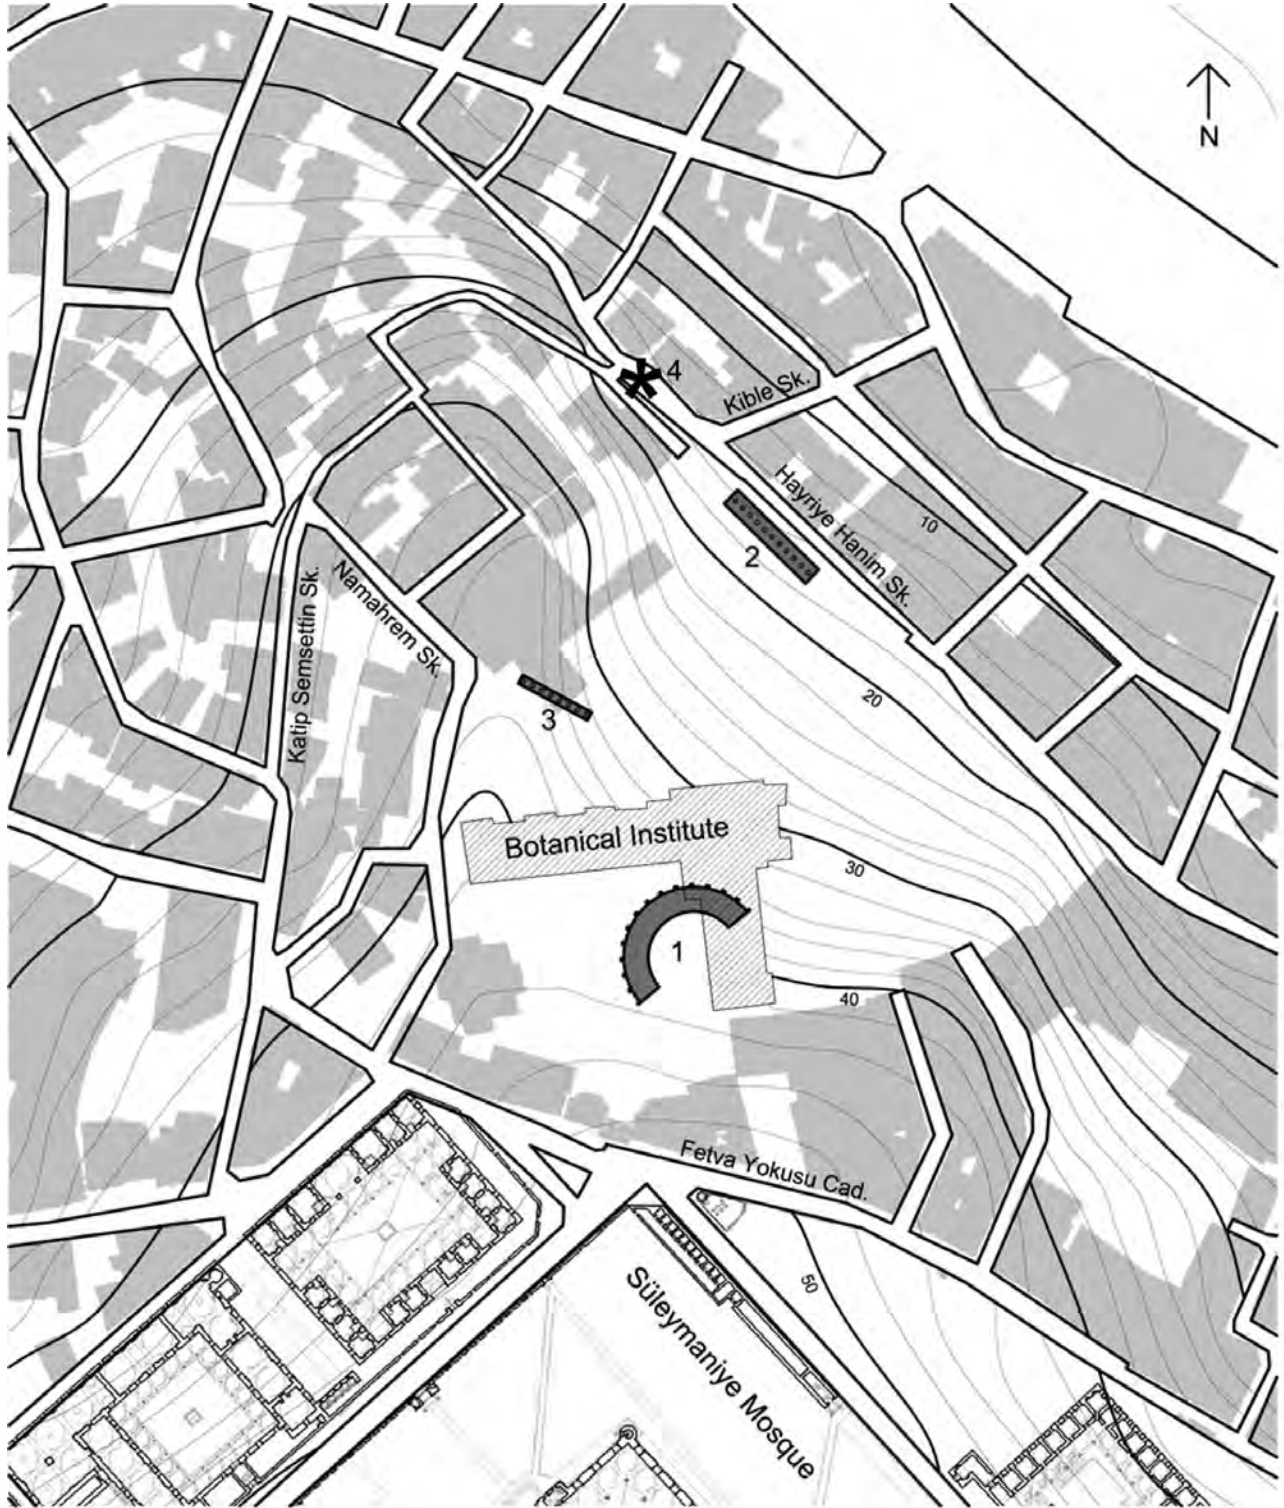 N
4
Kible Sk.
Hayriye Hanim Sk.
10
2
Namahrem Sk.
Katip Semsettin Sk.
20
3
Botanical Institute
30
1
40
Fetva Yokusu Cad.
50
Süleymaniye Mosque